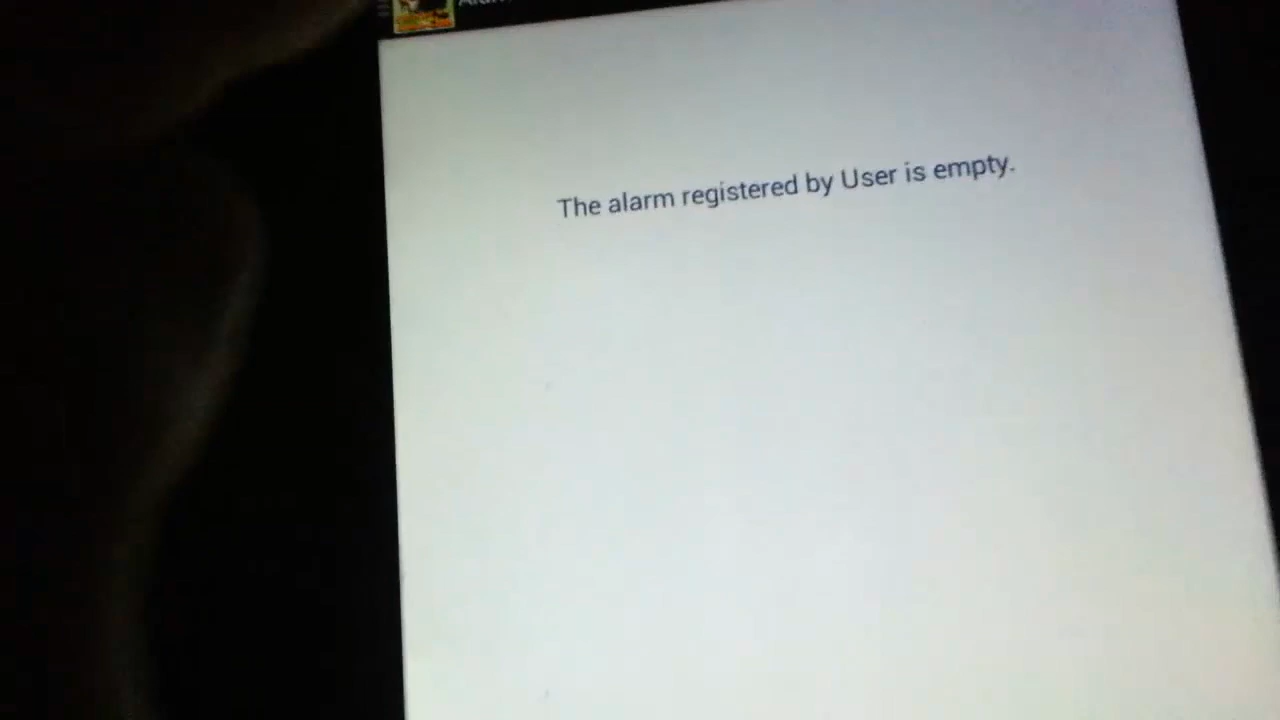 The alarm registered by User is empty.